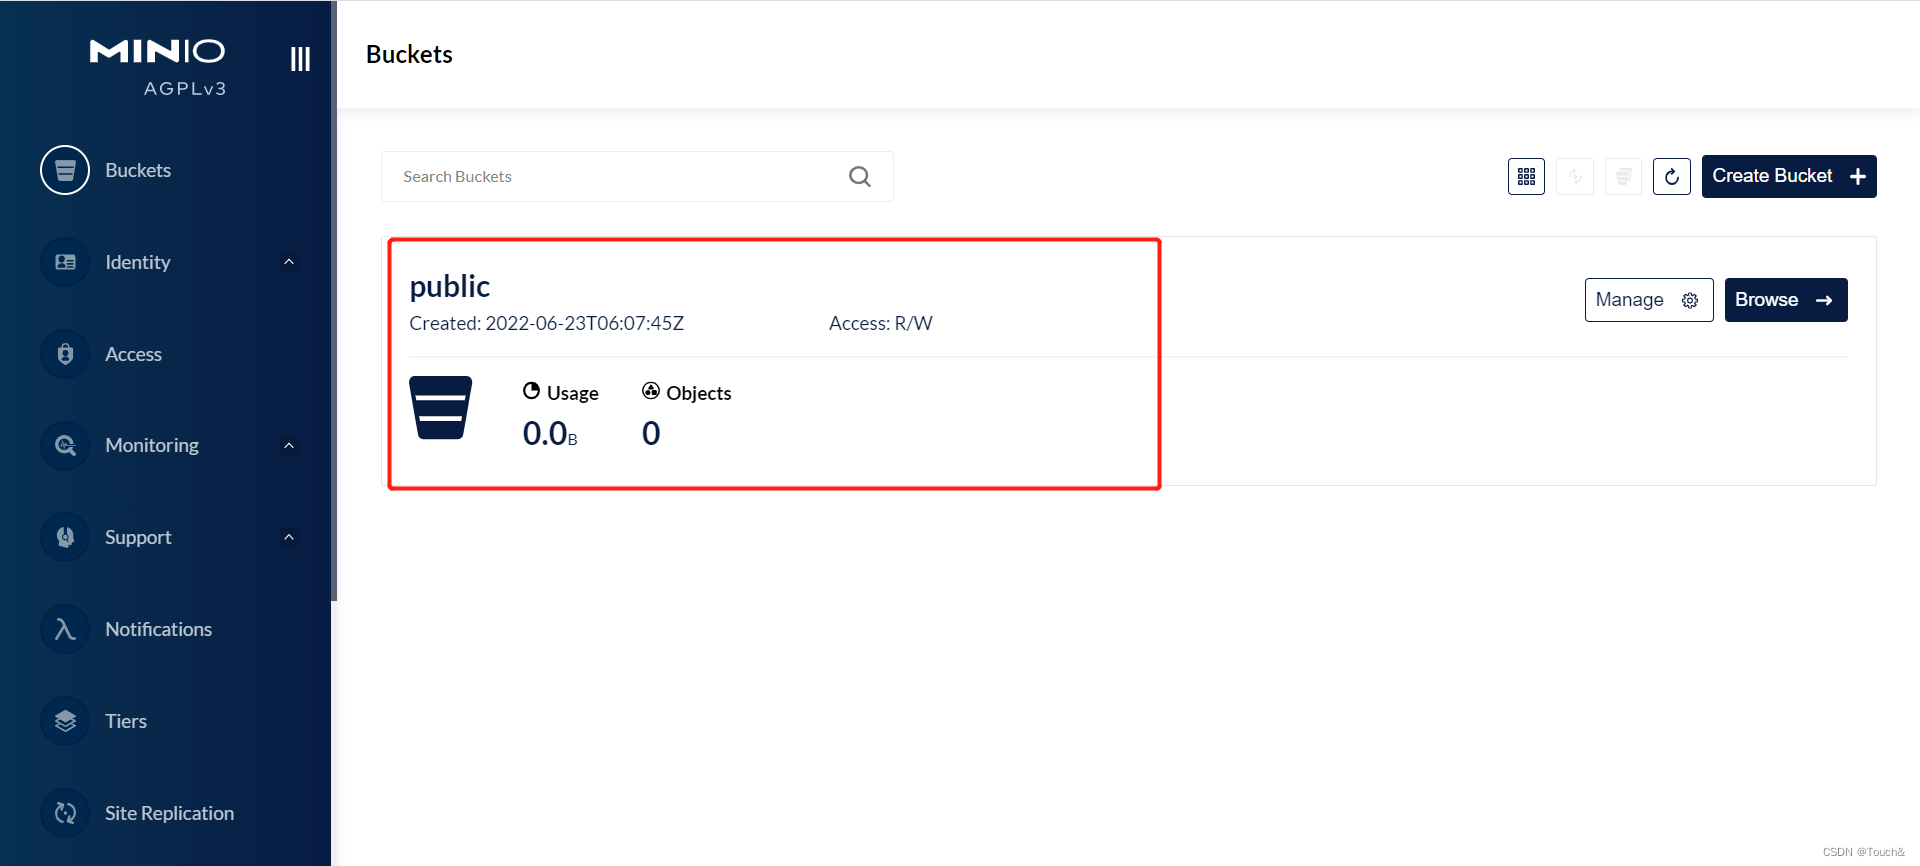 MINIO
AGPLv3
Buckets
Identity
Access
Monitoring
Support
Notifications
Tiers
Site Replication
Buckets
Search Buckets
Create Bucket
public
Created: 2022-06-23T06:07:45Z Access: R/W
Manage Browse
Usage Objects
0.0B 0
CSDN @Touch&